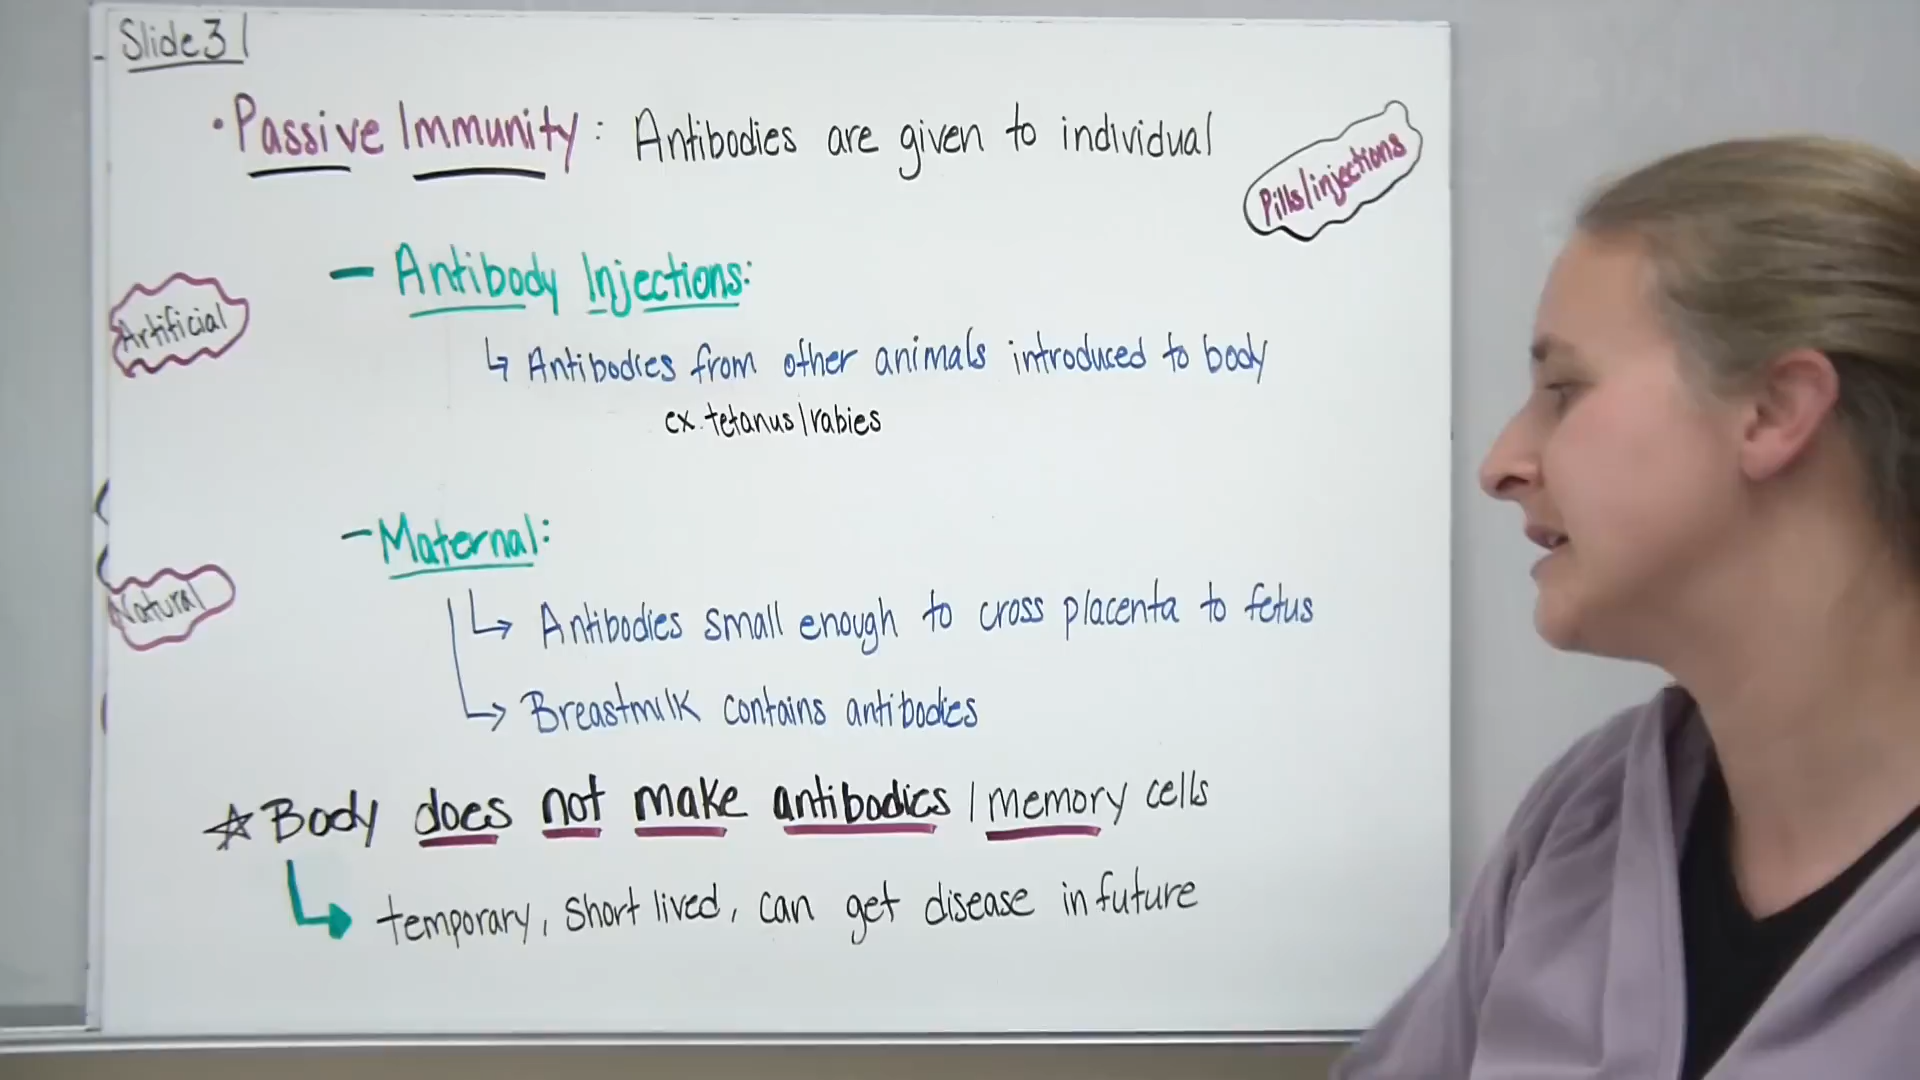 Slide 31
• Passive Immunity: Antibodies are given to individual
Pills/injections
Artificial
- Antibody Injections:
↳ Antibodies from other animals introduced to body
ex. tetanus/rabies
- Maternal:
Natural
↳ Antibodies small enough to cross placenta to fetus
↳ Breastmilk contains antibodies
☆ Body does not make antibodies / memory cells
↳ temporary, short lived, can get disease in future